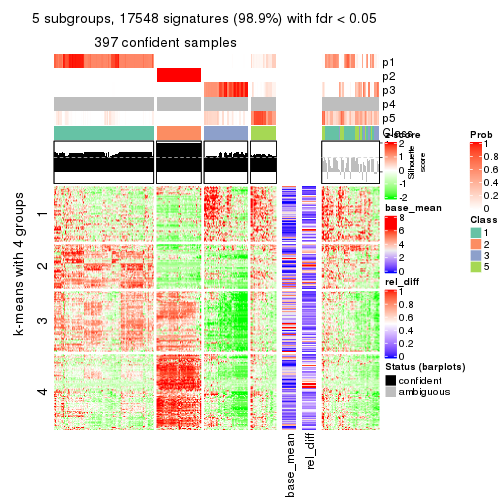 5 subgroups, 17548 signatures (98.9%) with fdr < 0.05
397 confident samples
p1
p2
p3
p4
p5
Class
z-score
2
1
0
-1
-2
Silhouette
score
base_mean
8
6
4
2
0
rel_diff
1
0.8
0.6
0.4
0.2
0
Status (barplots)
confident
ambiguous
Prob
1
0.8
0.6
0.4
0.2
0
Class
1
2
3
5
k-means with 4 groups
1
2
3
4
base_mean
rel_diff